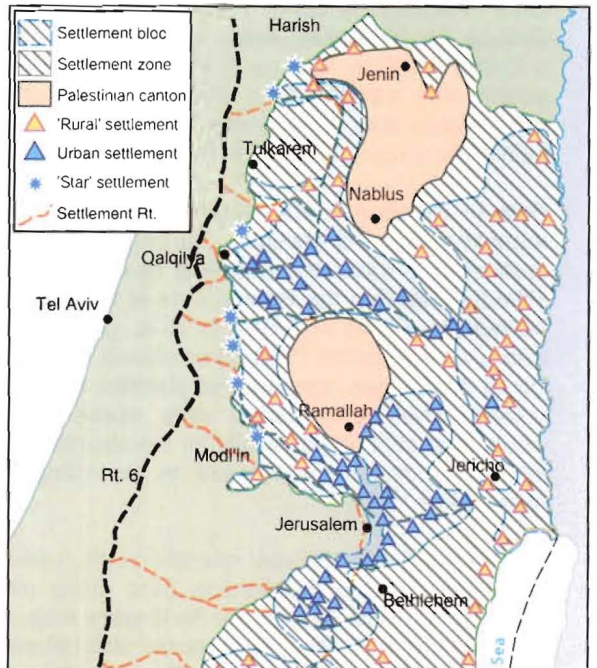 Settlement bloc
Settlement zone
Palestinian canton
'Rural' settlement
Urban settlement
'Star' settlement
Settlement Rt.
Harish
Jenin
Tulkarem
Nablus
Qalqilya
Tel Aviv
Ramallah
Modi'in
Rt. 6
Jericho
Jerusalem
Bethlehem
Sea